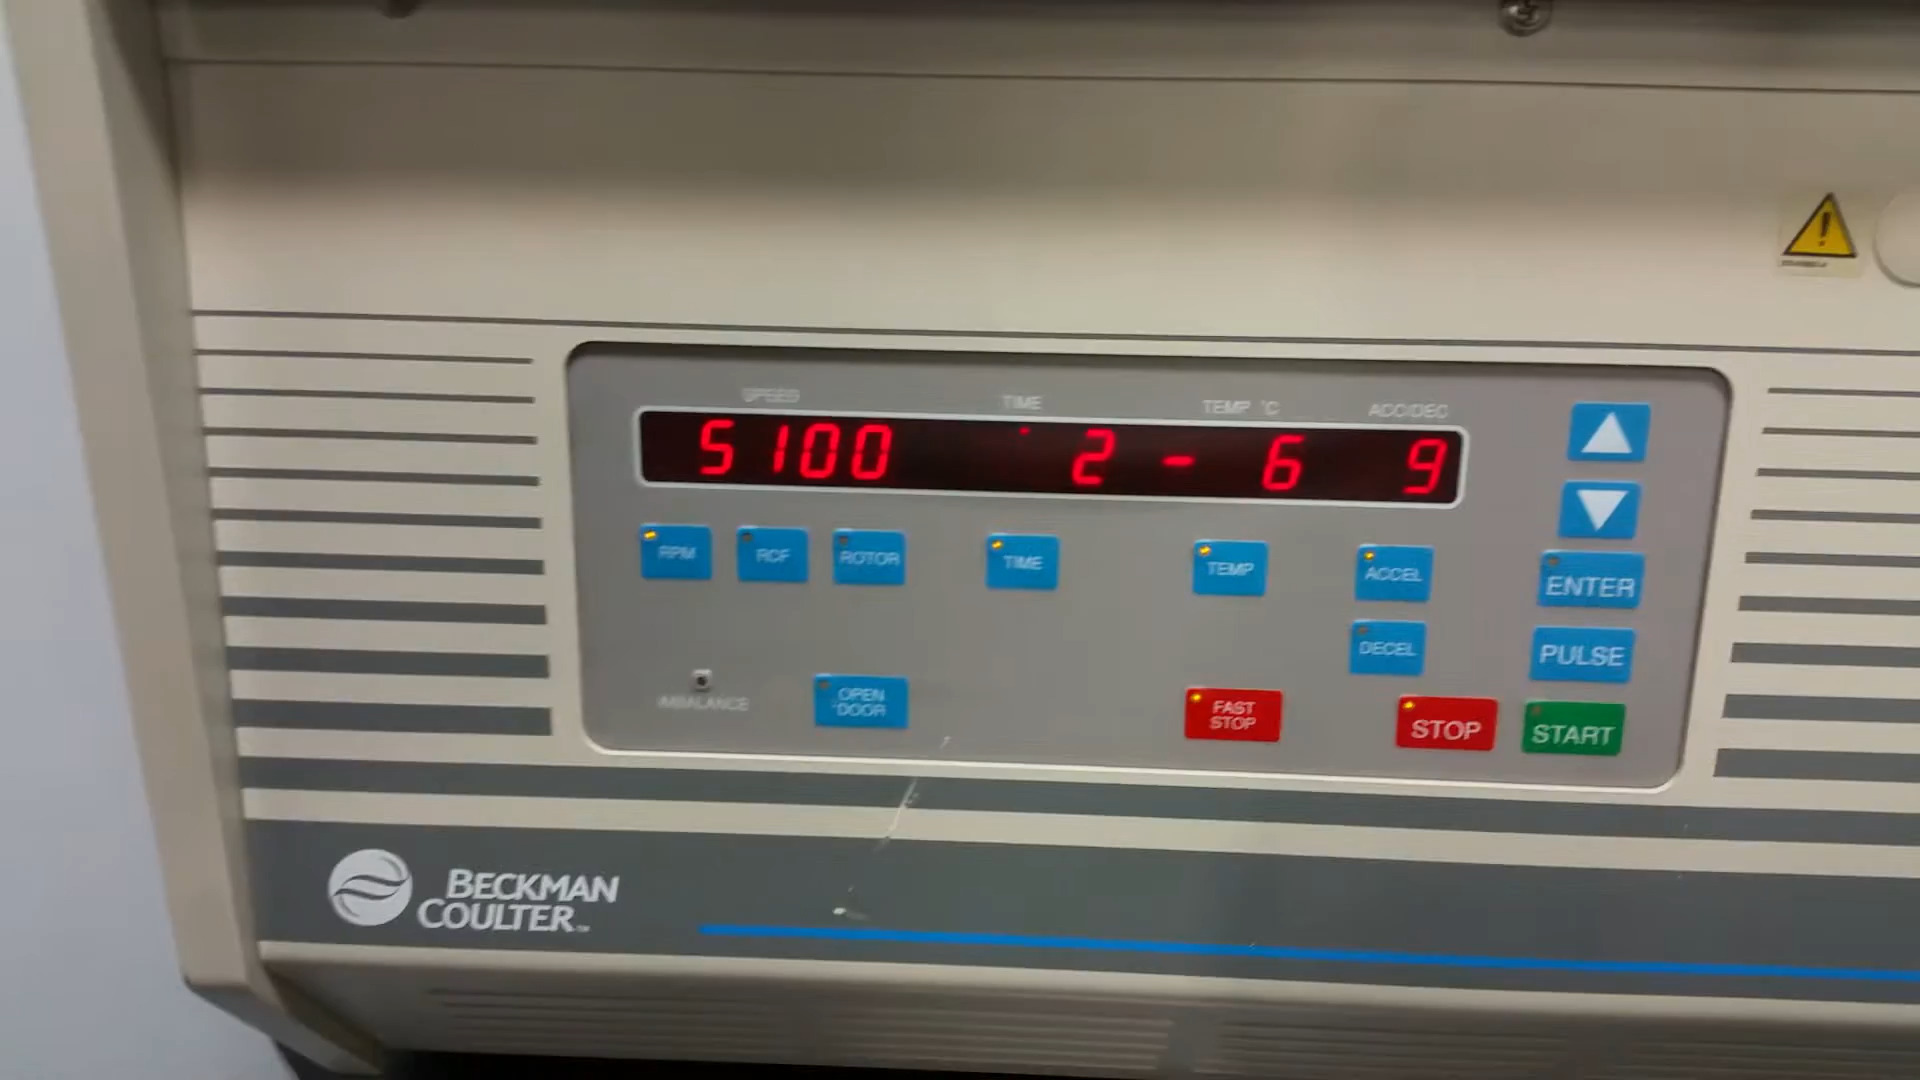 SPEED TIME TEMP °C ACC/DEC
5100 2 - 6 9
RPM RCF ROTOR TIME TEMP ACCEL ENTER
DECEL PULSE
IMBALANCE OPEN DOOR FAST STOP STOP START
BECKMAN
COULTER